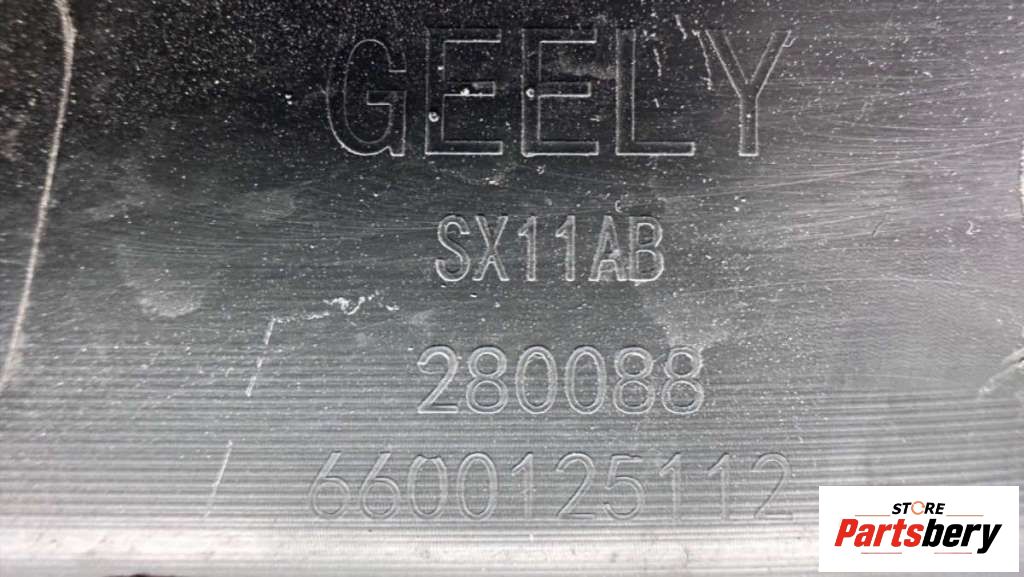 GEELY
SX11AB
280088
6600125112
STORE
Partsbery